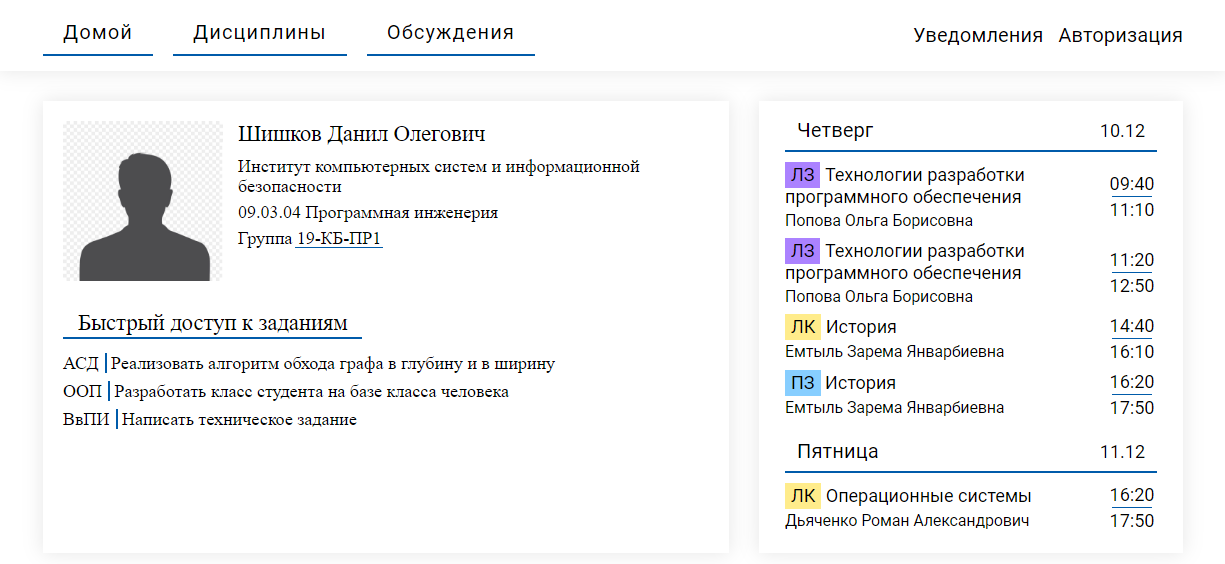 Домой Дисциплины Обсуждения Уведомления Авторизация
Шишков Данил Олегович
Институт компьютерных систем и информационной
безопасности
09.03.04 Программная инженерия
Группа 19-КБ-ПР1
Быстрый доступ к заданиям
АСД Реализовать алгоритм обхода графа в глубину и в ширину
ООП Разработать класс студента на базе класса человека
ВвПИ Написать техническое задание
Четверг 10.12
ЛЗ Технологии разработки
программного обеспечения
Попова Ольга Борисовна
09:40
11:10
ЛЗ Технологии разработки
программного обеспечения
Попова Ольга Борисовна
11:20
12:50
ЛК История
Емтыль Зарема Январбиевна
14:40
16:10
ПЗ История
Емтыль Зарема Январбиевна
16:20
17:50
Пятница 11.12
ЛК Операционные системы
Дьяченко Роман Александрович
16:20
17:50